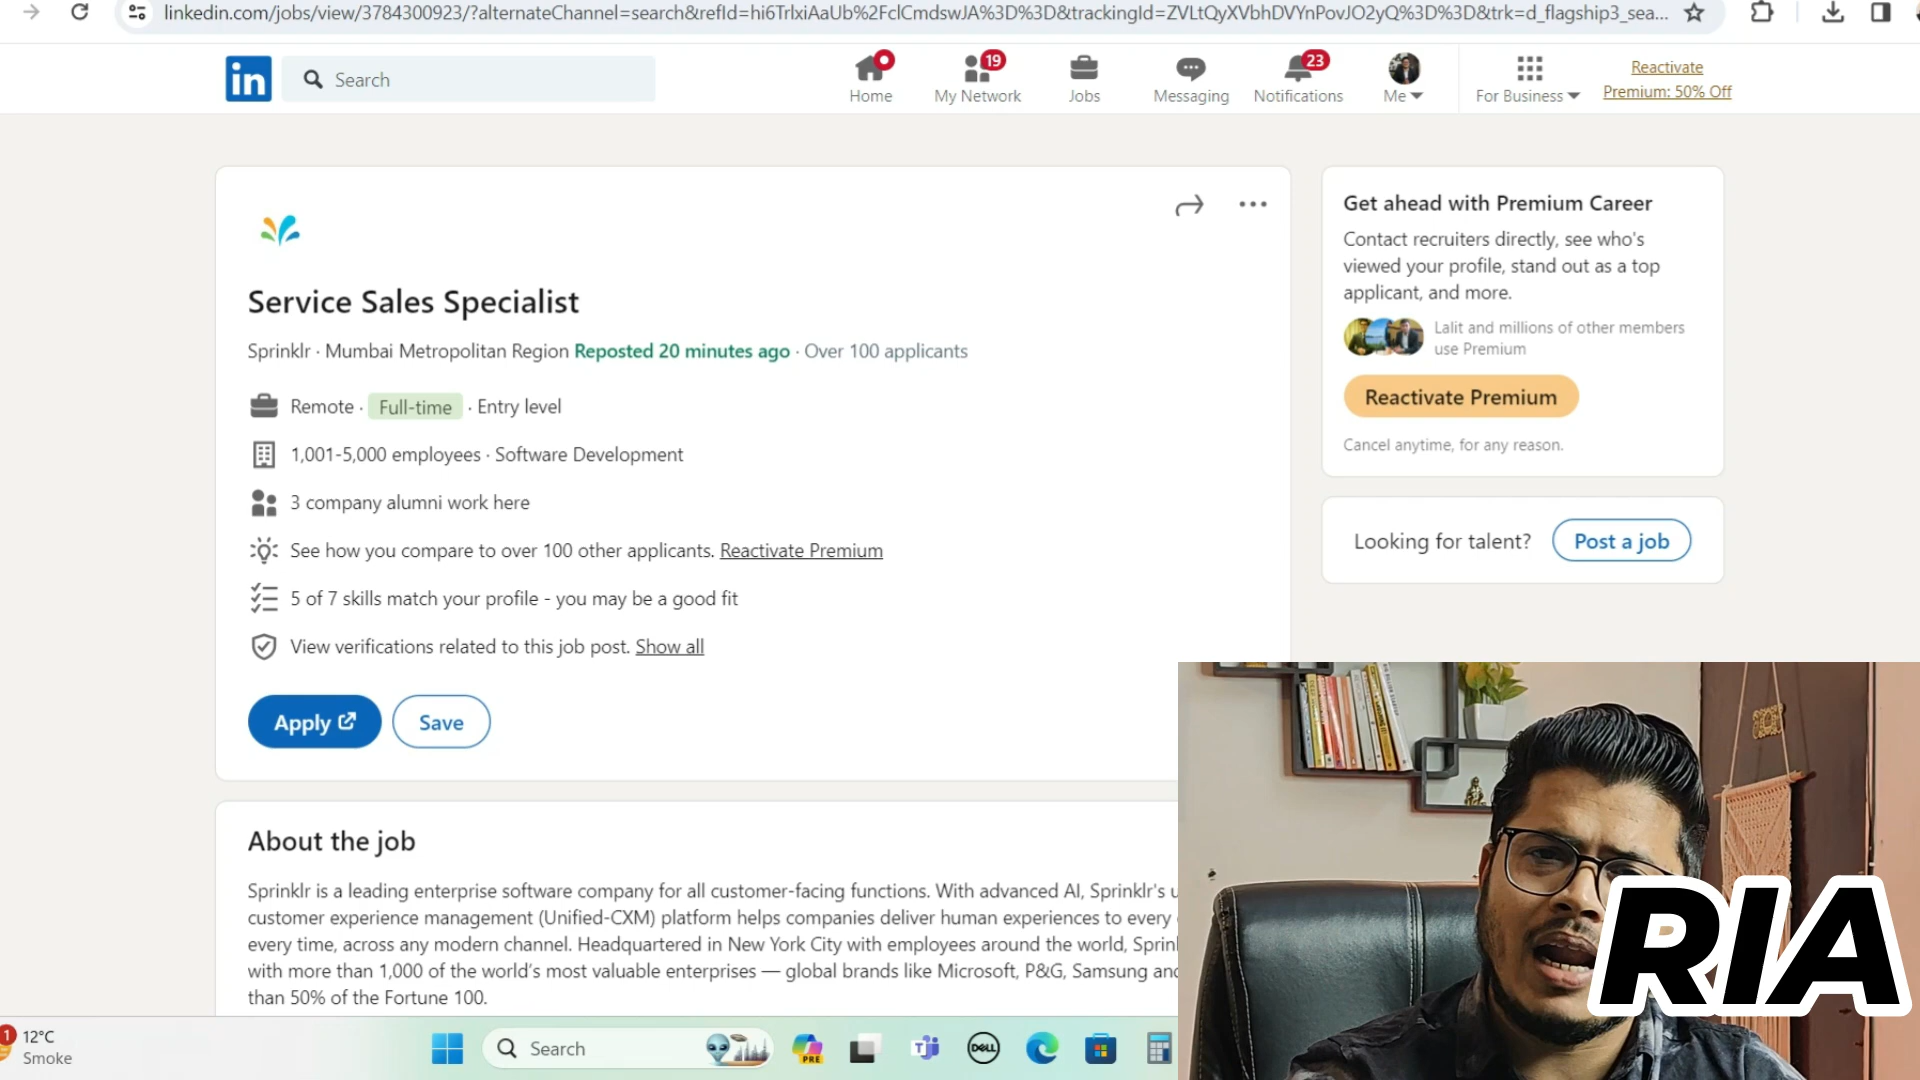 linkedin.com/jobs/view/3784300923/?alternateChannel=search&refId=hi6TrlxiAaUb%2FclCmdswJA%3D%3D&trackingId=ZVLtQyXVbhDVYnPovJO2yQ%3D%3D&trk=d_flagship3_sea...
in
Search
19
23
Home
My Network
Jobs
Messaging
Notifications
Me
For Business
Reactivate
Premium: 50% Off
Service Sales Specialist
Sprinklr · Mumbai Metropolitan Region Reposted 20 minutes ago · Over 100 applicants
Remote · Full-time · Entry level
1,001-5,000 employees · Software Development
3 company alumni work here
See how you compare to over 100 other applicants. Reactivate Premium
5 of 7 skills match your profile - you may be a good fit
View verifications related to this job post. Show all
Apply
Save
Get ahead with Premium Career
Contact recruiters directly, see who's
viewed your profile, stand out as a top
applicant, and more.
Lalit and millions of other members
use Premium
Reactivate Premium
Cancel anytime, for any reason.
Looking for talent?
Post a job
About the job
Sprinklr is a leading enterprise software company for all customer-facing functions. With advanced AI, Sprinklr's u
customer experience management (Unified-CXM) platform helps companies deliver human experiences to every
every time, across any modern channel. Headquartered in New York City with employees around the world, Sprinkl
with more than 1,000 of the world's most valuable enterprises — global brands like Microsoft, P&G, Samsung and
than 50% of the Fortune 100.
RIA
1
12°C
Smoke
Search
PRE
DELL